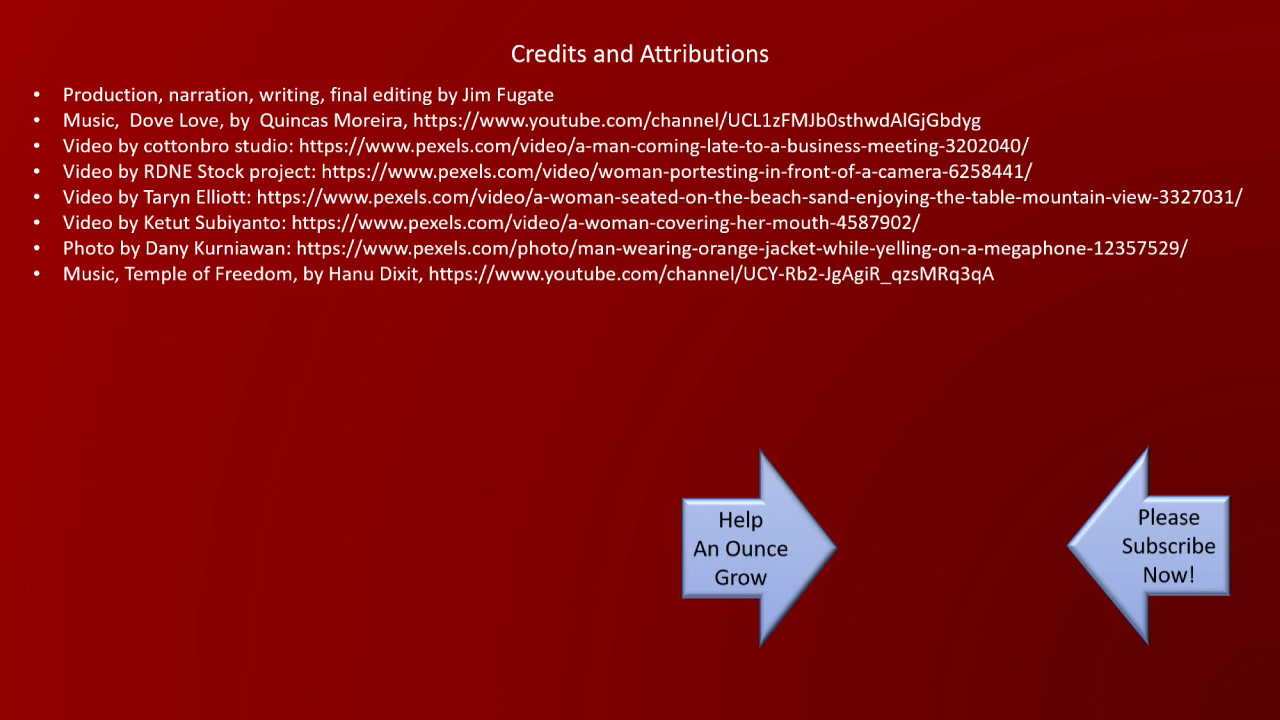 Credits and Attributions
• Production, narration, writing, final editing by Jim Fugate
• Music,  Dove Love, by  Quincas Moreira, https://www.youtube.com/channel/UCL1zFMJb0sthwdAlGjGbdyg
• Video by cottonbro studio: https://www.pexels.com/video/a-man-coming-late-to-a-business-meeting-3202040/
• Video by RDNE Stock project: https://www.pexels.com/video/woman-portesting-in-front-of-a-camera-6258441/
• Video by Taryn Elliott: https://www.pexels.com/video/a-woman-seated-on-the-beach-sand-enjoying-the-table-mountain-view-3327031/
• Video by Ketut Subiyanto: https://www.pexels.com/video/a-woman-covering-her-mouth-4587902/
• Photo by Dany Kurniawan: https://www.pexels.com/photo/man-wearing-orange-jacket-while-yelling-on-a-megaphone-12357529/
• Music, Temple of Freedom, by Hanu Dixit, https://www.youtube.com/channel/UCY-Rb2-JgAgiR_qzsMRq3qA
Help
An Ounce
Grow
Please
Subscribe
Now!